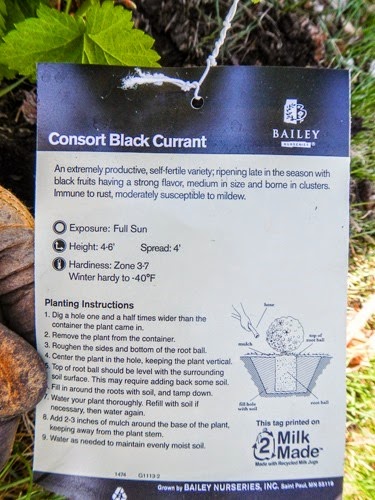 Consort Black Currant
BAILEY
NURSERIES
An extremely productive, self-fertile variety; ripening late in the season with
black fruits having a strong flavor, medium in size and borne in clusters.
Immune to rust, moderately susceptible to mildew.
Exposure: Full Sun
Height: 4-6' Spread: 4'
Hardiness: Zone 3-7
Winter hardy to -40°F
Planting Instructions
1. Dig a hole one and a half times wider than the
container the plant came in.
2. Remove the plant from the container.
3. Roughen the sides and bottom of the root ball.
4. Center the plant in the hole, keeping the plant vertical.
5. Top of root ball should be level with the surrounding
soil surface. This may require adding back some soil.
6. Fill in around the roots with soil, and tamp down.
7. Water your plant thoroughly. Refill with soil if
necessary, then water again.
8. Add 2-3 inches of mulch around the base of the plant,
keeping away from the plant stem.
9. Water as needed to maintain evenly moist soil.
hose
mulch
top of
root ball
fill hole
with soil
root ball
This tag printed on
2 Milk
Made™
Made with Recycled Milk Jugs
1474 G1113 2
Grown by BAILEY NURSERIES, INC. Saint Paul, MN 55119